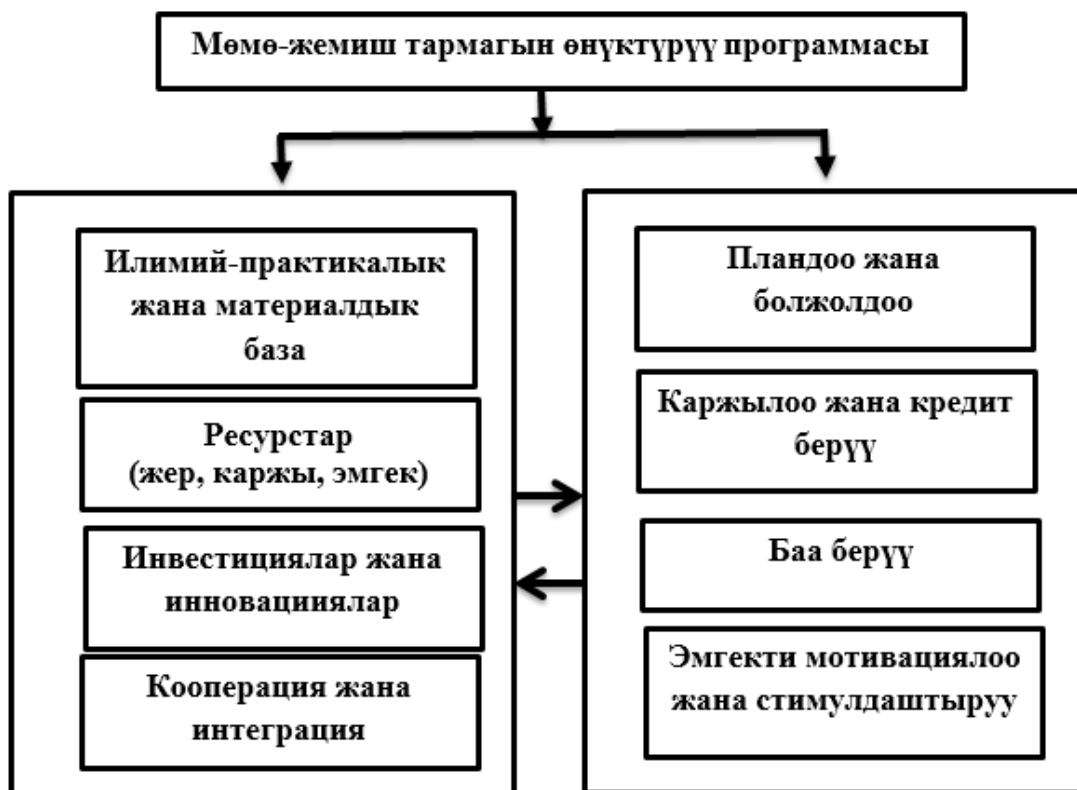 Мөмө-жемиш тармагын өнүктүрүү программасы
Илимий-практикалык
жана материалдык
база
Ресурстар
(жер, каржы, эмгек)
Инвестициялар жана
инновацииялар
Кооперация жана
интеграция
Пландоо жана
болжолдоо
Каржылоо жана кредит
берүү
Баа берүү
Эмгекти мотивациялоо
жана стимулдаштыруу